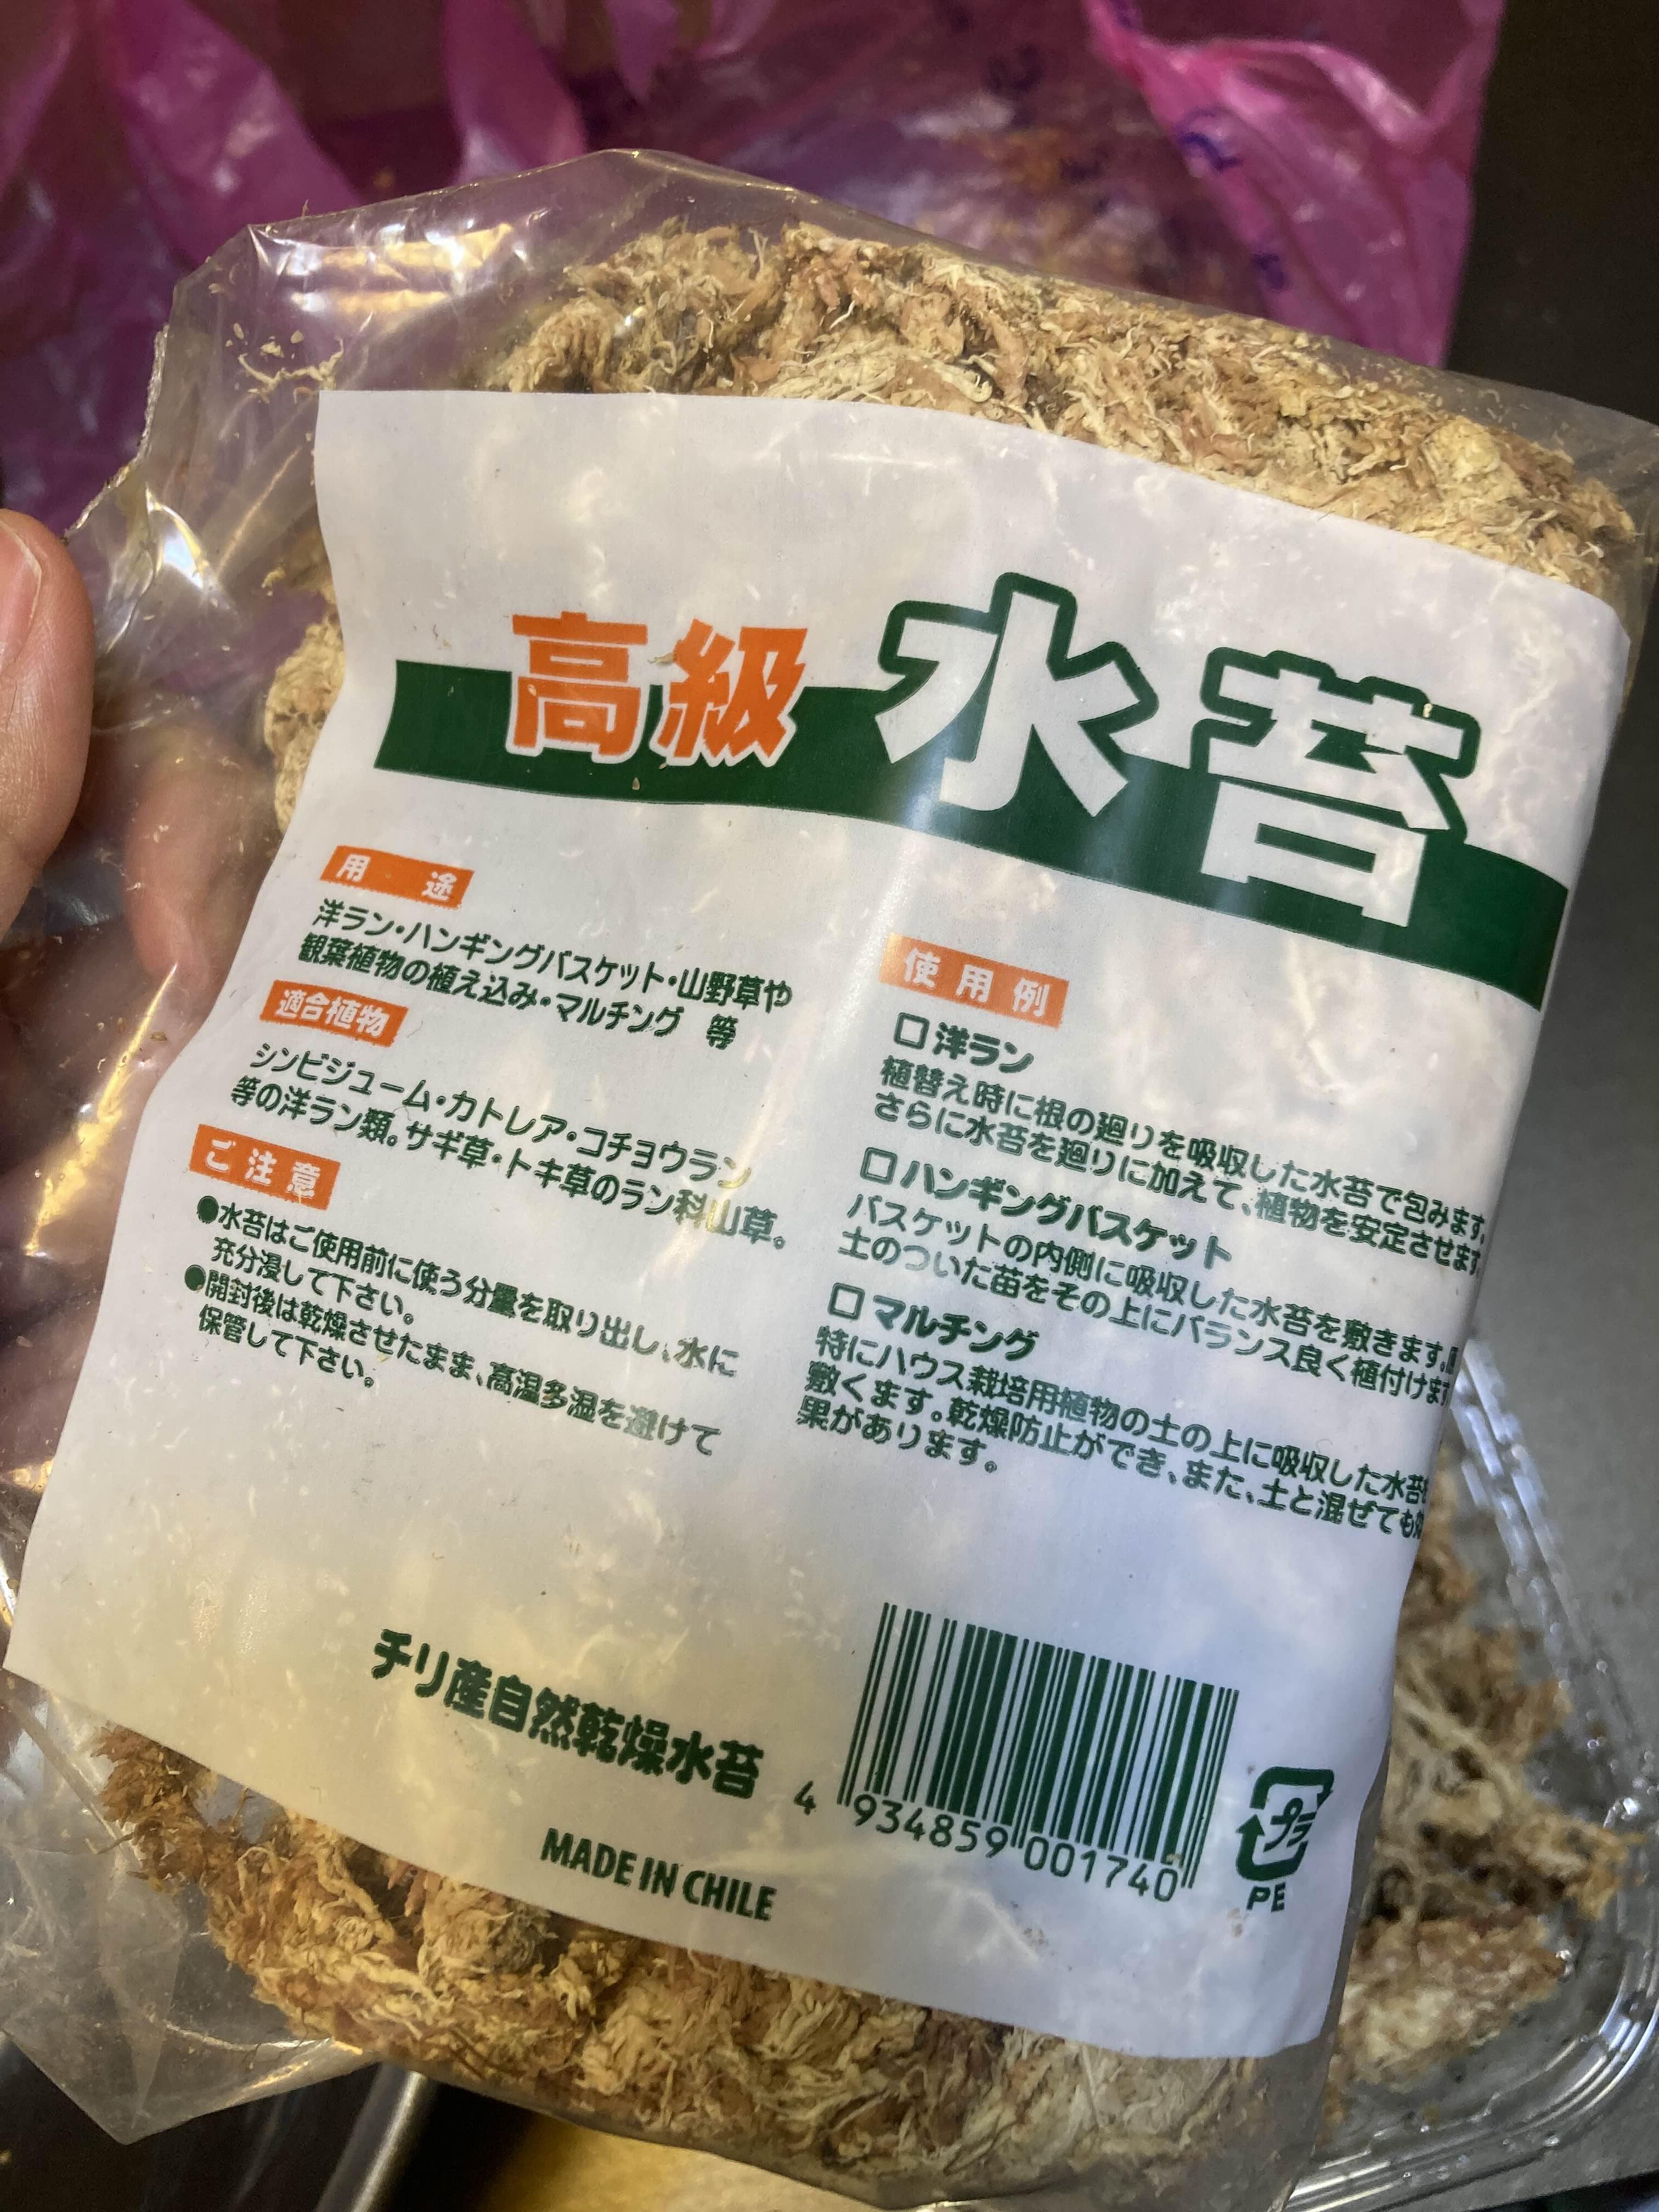 高級 水苔
用途
洋ラン・ハンギングバスケット・山野草や
観葉植物の植え込み・マルチング 等
適合植物
シンビジューム・カトレア・コチョウラン
等の洋ラン類。サギ草・トキ草のラン科山草。
ご注意
●水苔はご使用前に使う分量を取り出し、水に
充分浸して下さい。
●開封後は乾燥させたまま、高温多湿を避けて
保管して下さい。
使用例
□洋ラン
植替え時に根の廻りを吸収した水苔で包みます。
さらに水苔を廻りに加えて、植物を安定させます。
□ハンギングバスケット
バスケットの内側に吸収した水苔を敷きます。
土のついた苗をその上にバランス良く植付けます
□マルチング
特にハウス栽培用植物の土の上に吸収した水苔を
敷くます。乾燥防止ができ、また、土と混ぜても効
果があります。
チリ産自然乾燥水苔
MADE IN CHILE
4 934859 001740
プラ
PE